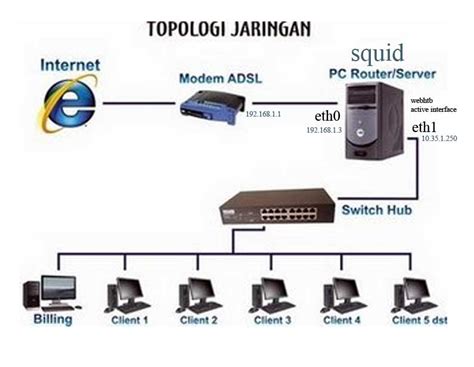 TOPOLOGI JARINGAN
squid
Internet
Modem ADSL
PC Router/Server
webhtb
active interface
eth0
192.168.1.1
192.168.1.3
eth1
10.35.1.250
Switch Hub
Billing
Client 1
Client 2
Client 3
Client 4
Client 5 dst